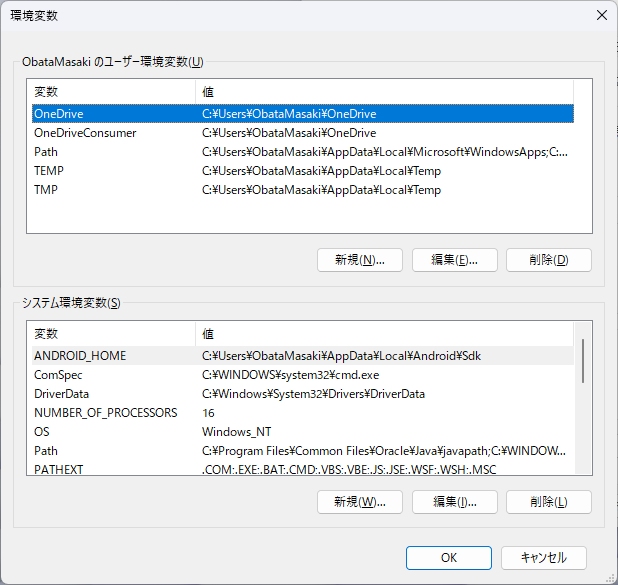 環境変数
ObataMasaki のユーザー環境変数(U)
変数 値
OneDrive C:¥Users¥ObataMasaki¥OneDrive
OneDriveConsumer C:¥Users¥ObataMasaki¥OneDrive
Path C:¥Users¥ObataMasaki¥AppData¥Local¥Microsoft¥WindowsApps;C:...
TEMP C:¥Users¥ObataMasaki¥AppData¥Local¥Temp
TMP C:¥Users¥ObataMasaki¥AppData¥Local¥Temp
新規(N)... 編集(E)... 削除(D)
システム環境変数(S)
変数 値
ANDROID_HOME C:¥Users¥ObataMasaki¥AppData¥Local¥Android¥Sdk
ComSpec C:¥WINDOWS¥system32¥cmd.exe
DriverData C:¥Windows¥System32¥Drivers¥DriverData
NUMBER_OF_PROCESSORS 16
OS Windows_NT
Path C:¥Program Files¥Common Files¥Oracle¥Java¥javapath;C:¥WINDOW...
PATHEXT .COM;.EXE;.BAT;.CMD;.VBS;.VBE;.JS;.JSE;.WSF;.WSH;.MSC
新規(W)... 編集(I)... 削除(L)
OK キャンセル